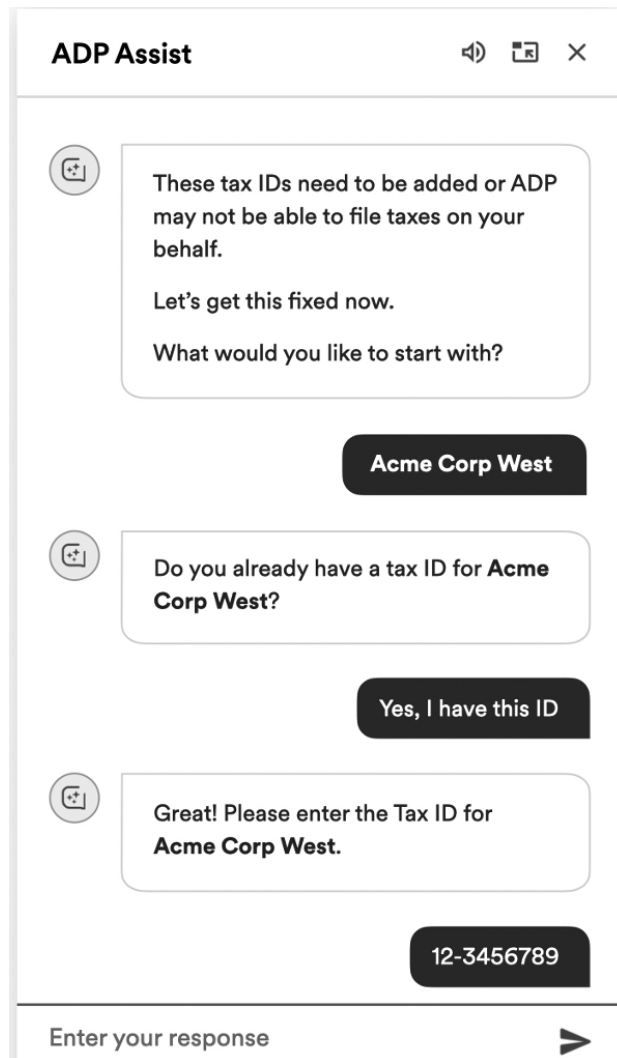 ADP Assist
These tax IDs need to be added or ADP
may not be able to file taxes on your
behalf.
Let’s get this fixed now.
What would you like to start with?
Acme Corp West
Do you already have a tax ID for Acme
Corp West?
Yes, I have this ID
Great! Please enter the Tax ID for
Acme Corp West.
12-3456789
Enter your response